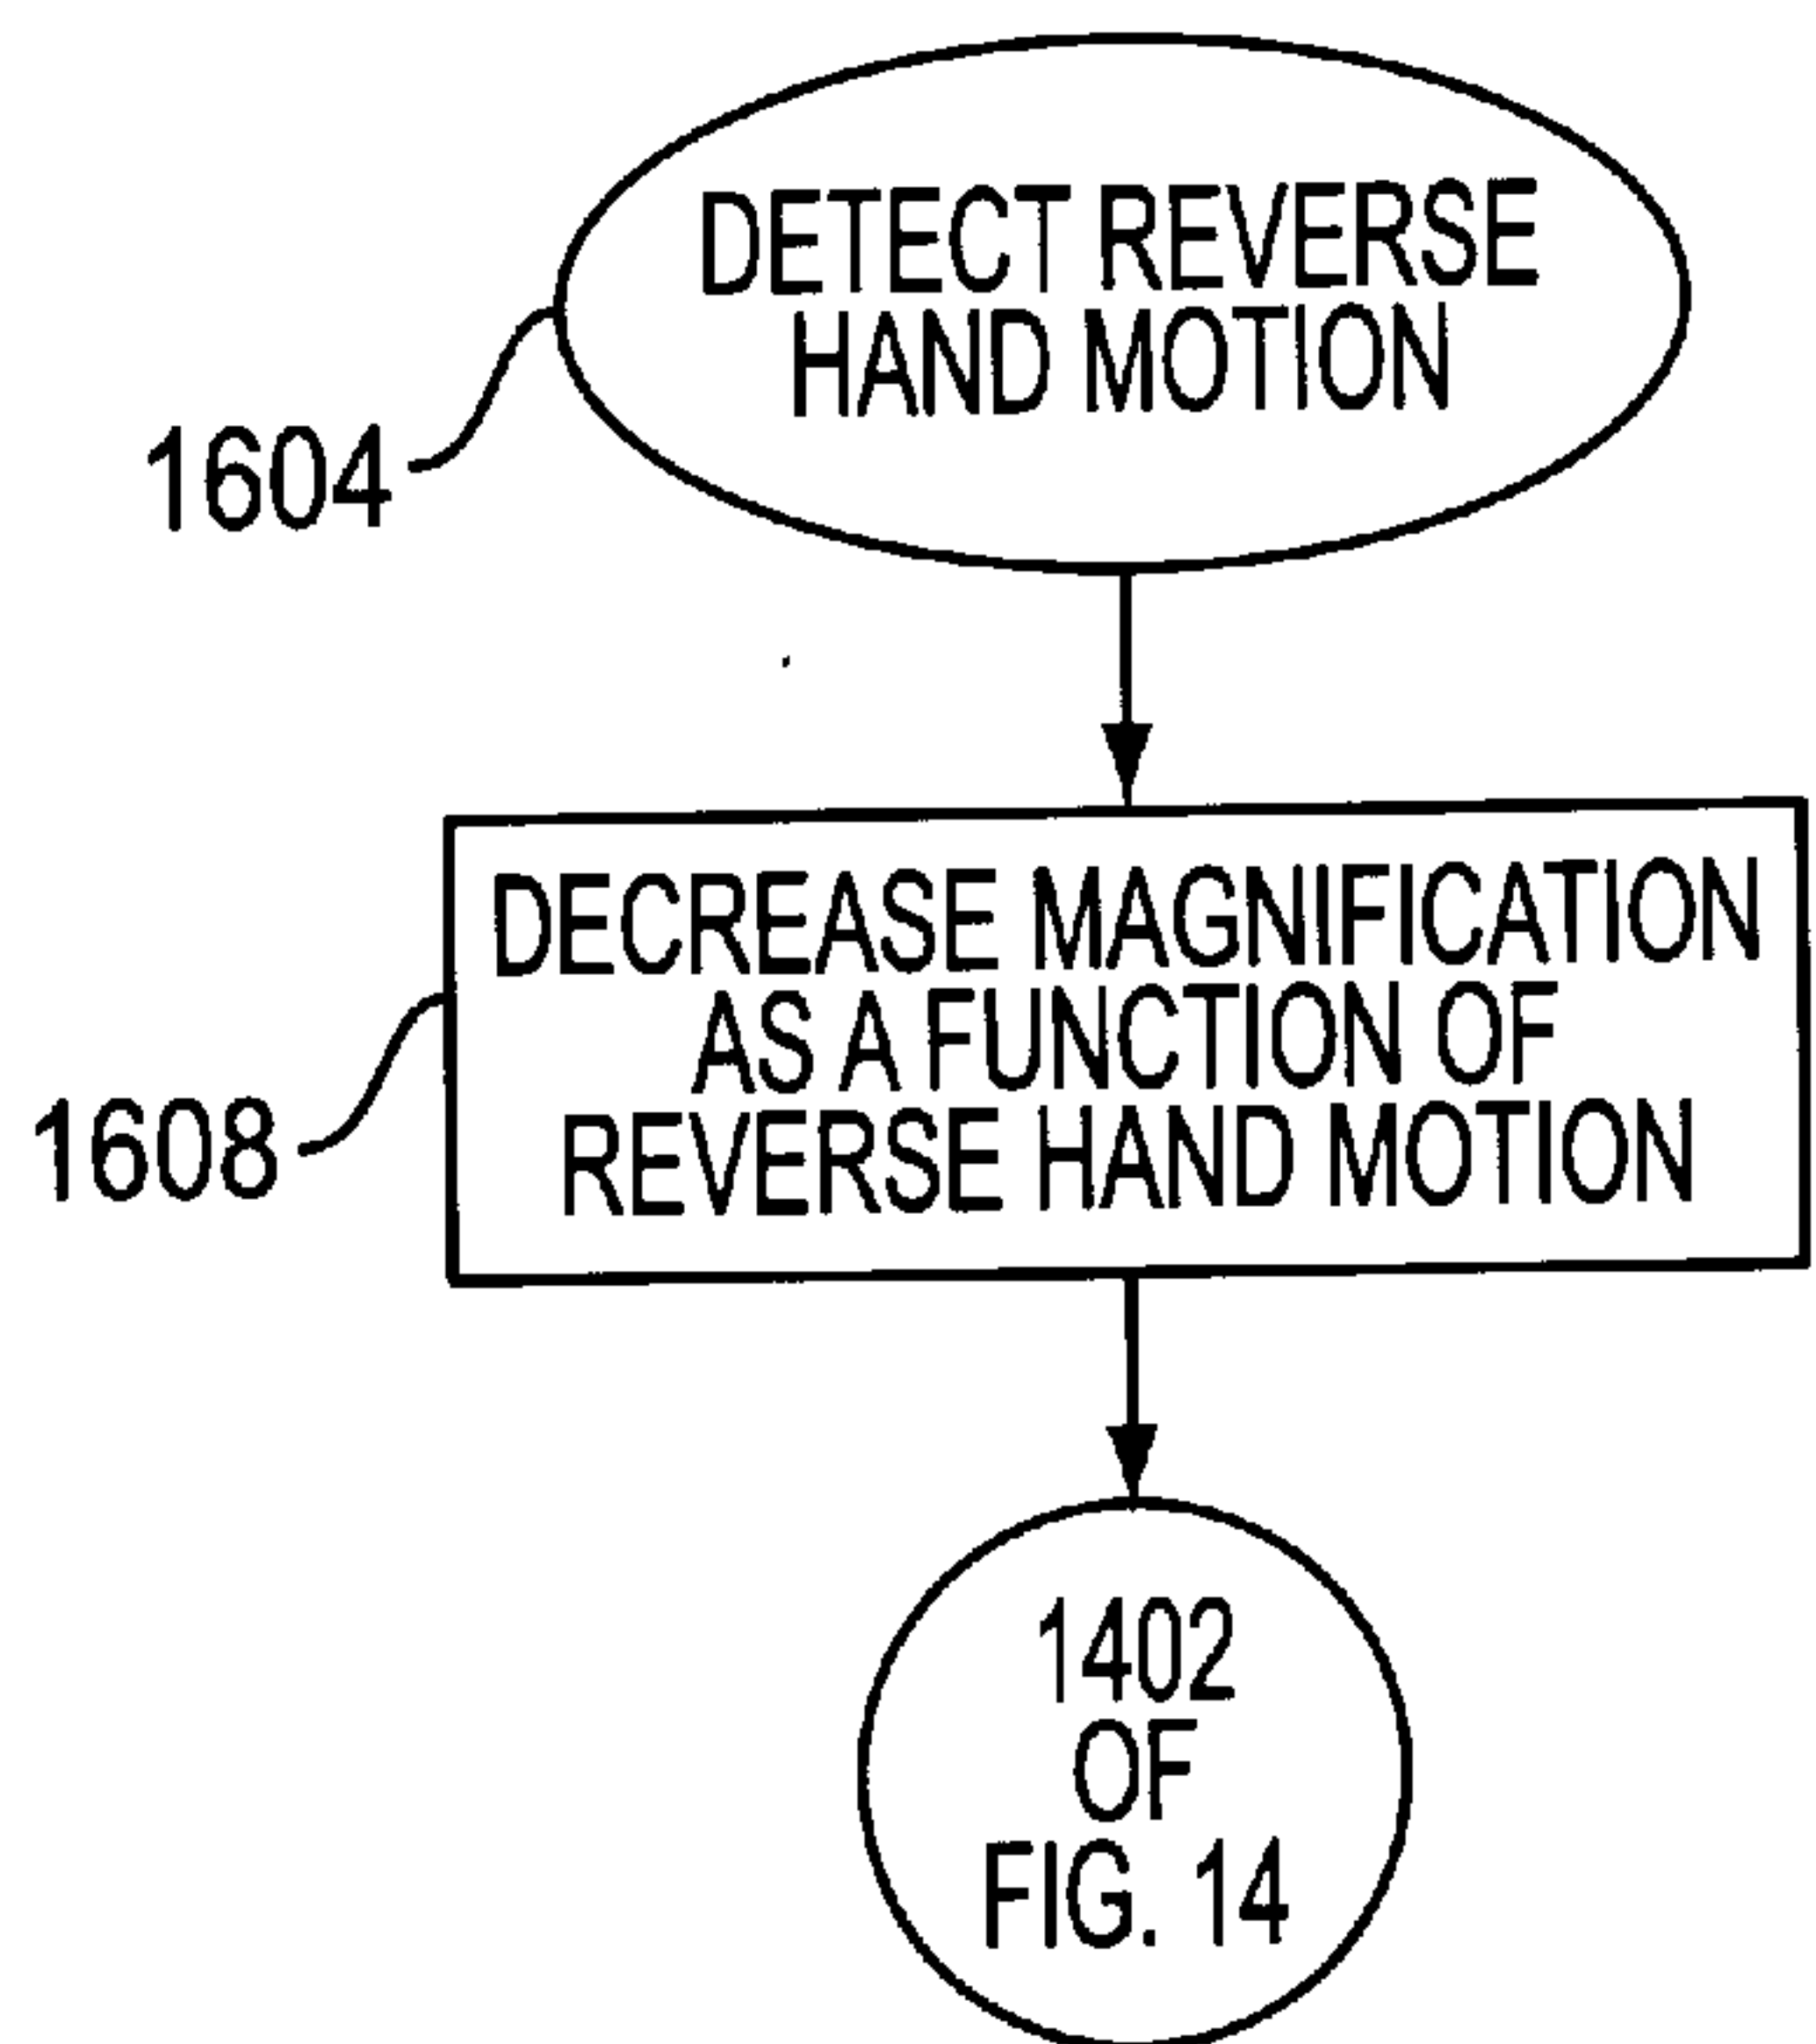 DETECT REVERSE
HAND MOTION
1604
DECREASE MAGNIFICATION
AS A FUNCTION OF
REVERSE HAND MOTION
1608
1402
OF
FIG. 14